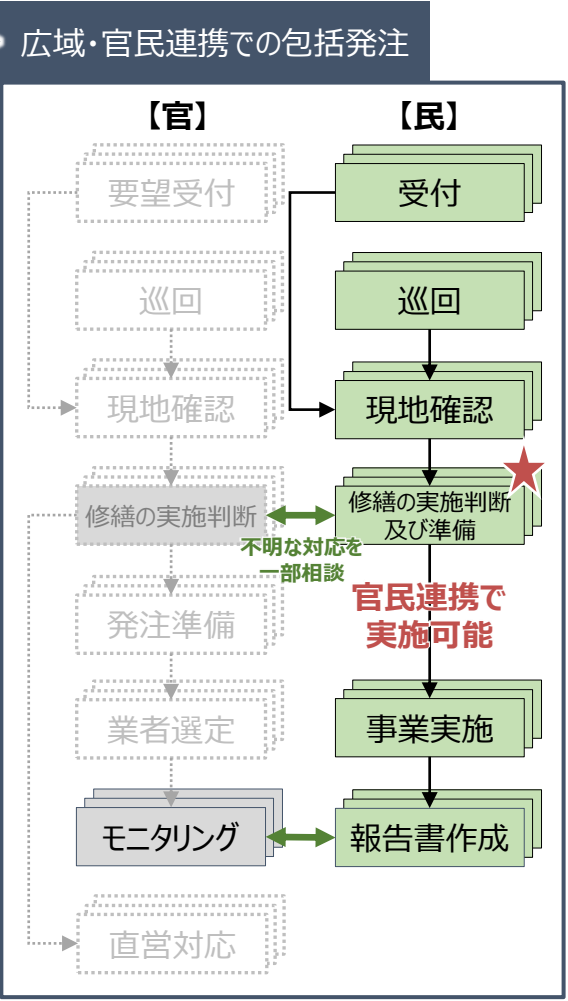 広域・官民連携での包括発注
【官】
【民】
要望受付
受付
巡回
巡回
現地確認
現地確認
修繕の実施判断
修繕の実施判断
及び準備
不明な対応を
一部相談
官民連携で
実施可能
発注準備
業者選定
事業実施
モニタリング
報告書作成
直営対応